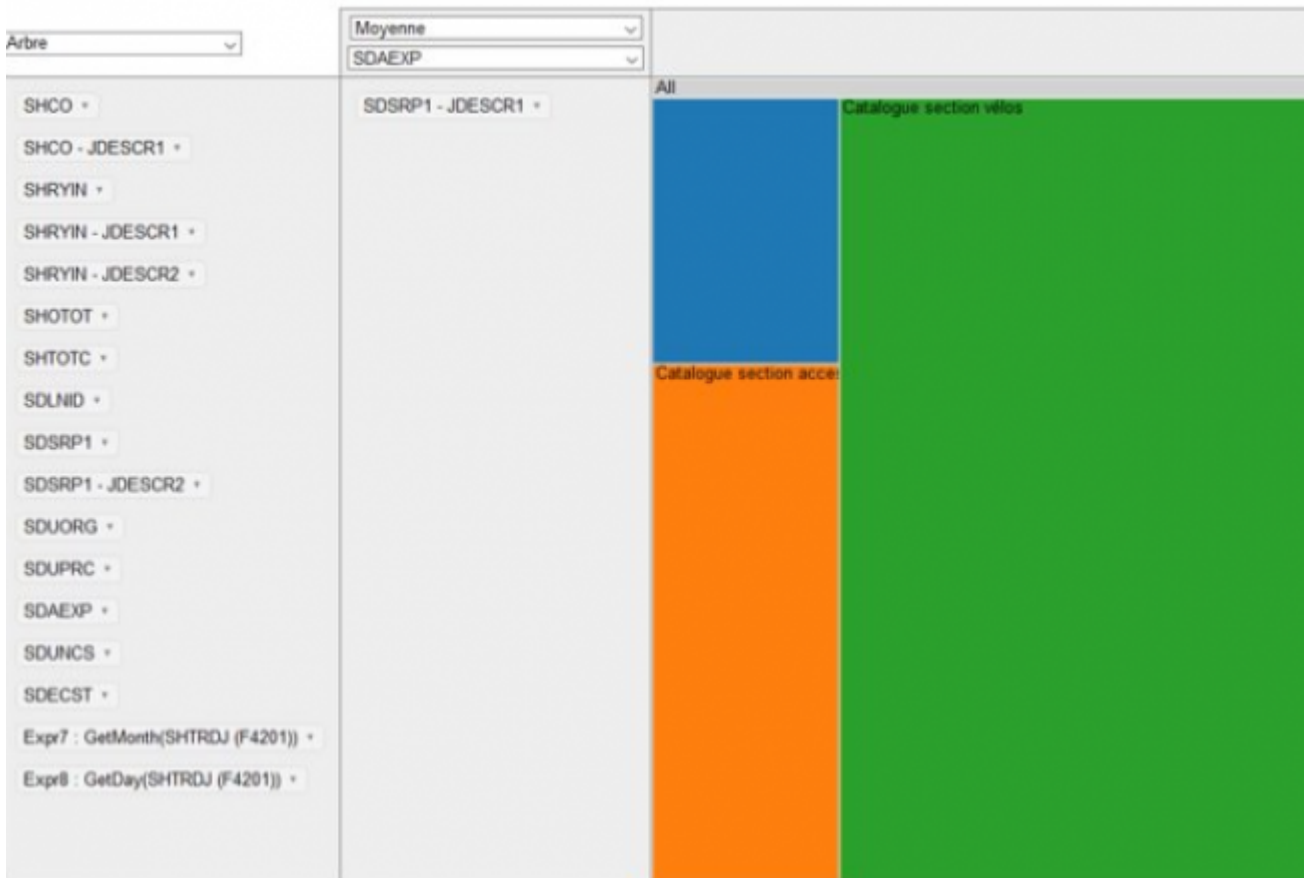 Arbre
Moyenne
SDAEXP
SHCO
SHCO - JDESCR1
SHRYIN
SHRYIN - JDESCR1
SHRYIN - JDESCR2
SHOTOT
SHTOTC
SDLNID
SDSRP1
SDSRP1 - JDESCR2
SDUORG
SDUPRC
SDAEXP
SDUNCS
SDECST
Expr7 : GetMonth(SHTRDJ (F4201))
Expr8 : GetDay(SHTRDJ (F4201))
SDSRP1 - JDESCR1
All
Catalogue section vélos
Catalogue section acces